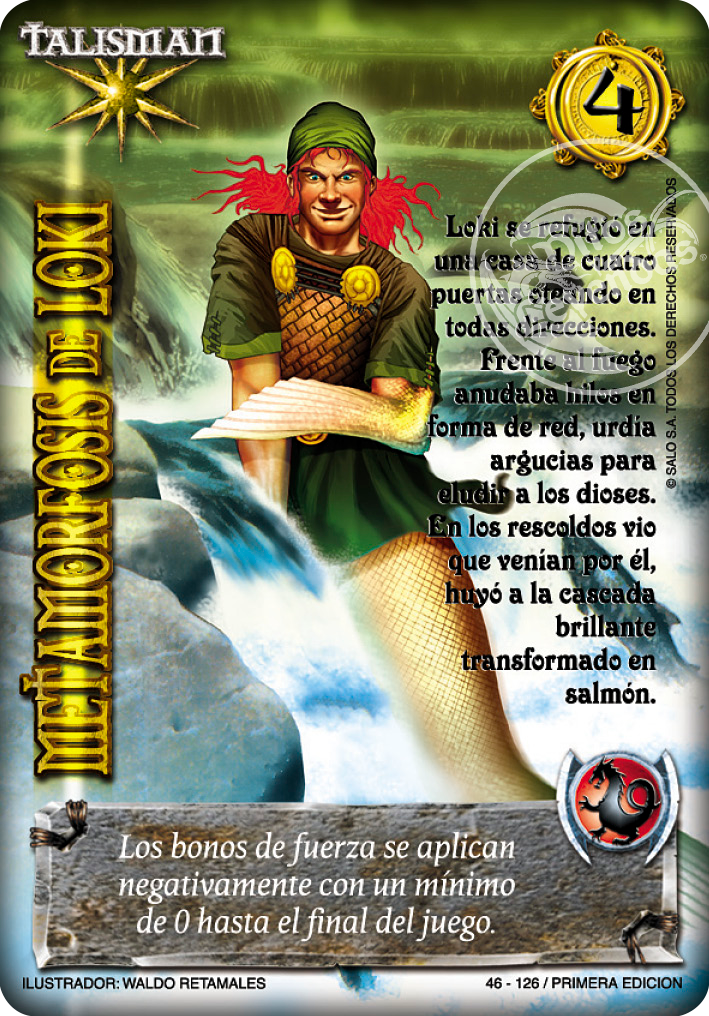 TALISMAN
4
METAMORFOSIS DE LOKI
Loki se refugió en
una casa de cuatro
puertas oteando en
todas direcciones.
Frente al fuego
anudaba hilos en
forma de red, urdía
argucias para
eludir a los dioses.
En los rescoldos vio
que venían por él,
huyó a la cascada
brillante
transformado en
salmón.
© SALO S.A. TODOS LOS DERECHOS RESERVADOS
Mitos y
Leyendas
Los bonos de fuerza se aplican
negativamente con un mínimo
de 0 hasta el final del juego.
ILUSTRADOR: WALDO RETAMALES
46 - 126 / PRIMERA EDICION